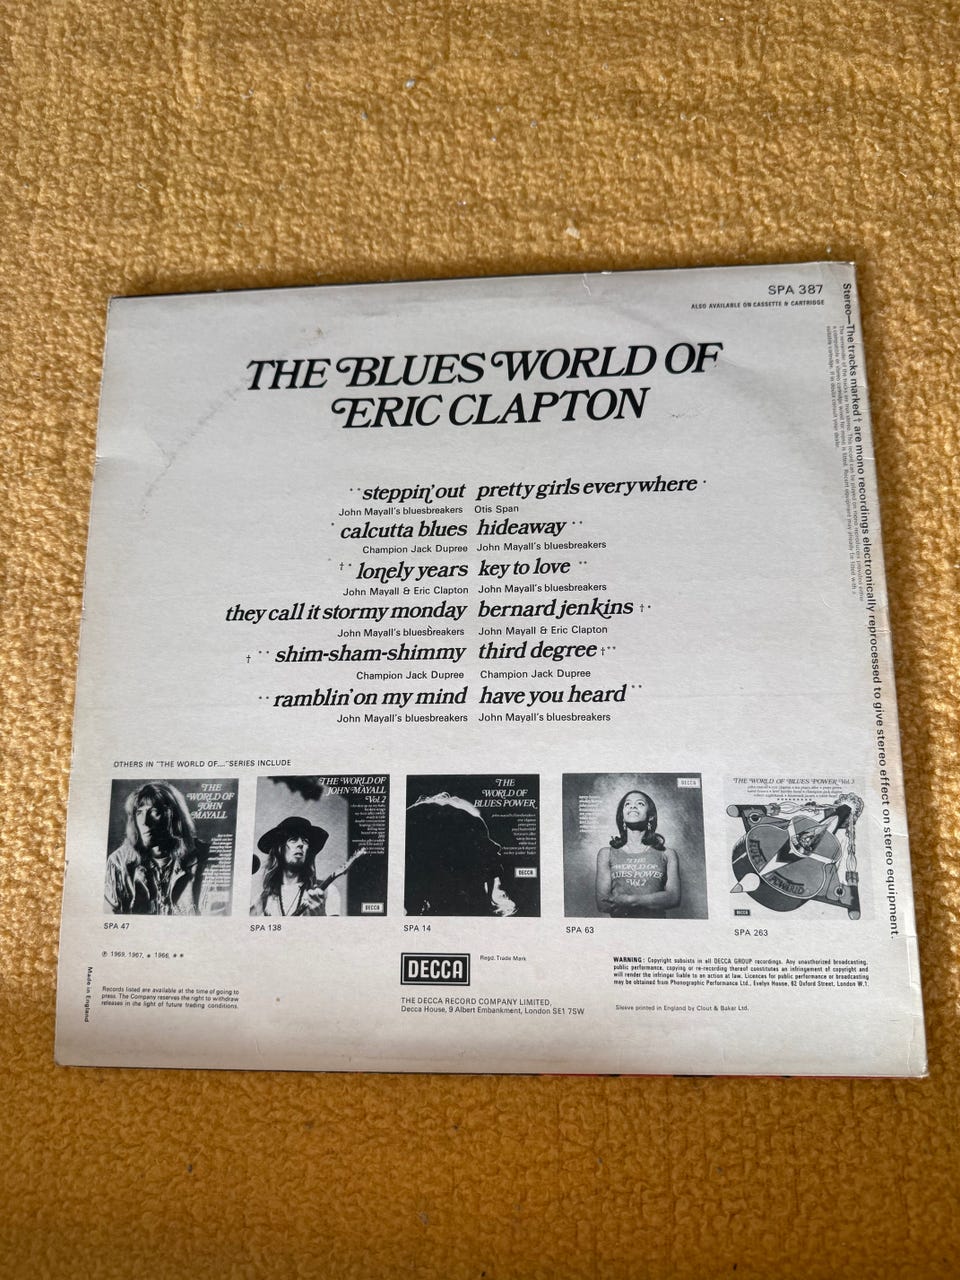 SPA 387
ALSO AVAILABLE ON CASSETTE & CARTRIDGE
THE BLUES WORLD OF
ERIC CLAPTON
** steppin' out
John Mayall's bluesbreakers
* calcutta blues
Champion Jack Dupree
†* lonely years
John Mayall & Eric Clapton
they call it stormy monday
John Mayall's bluesbreakers
† ** shim-sham-shimmy
Champion Jack Dupree
** ramblin' on my mind
John Mayall's bluesbreakers
pretty girls everywhere *
Otis Span
hideaway **
John Mayall's bluesbreakers
key to love **
John Mayall's bluesbreakers
bernard jenkins †*
John Mayall & Eric Clapton
third degree †**
Champion Jack Dupree
have you heard **
John Mayall's bluesbreakers
Stereo—The tracks marked † are mono recordings electronically reprocessed to give stereo effect on stereo equipment.
OTHERS IN "THE WORLD OF...." SERIES INCLUDE
THE
WORLD OF
JOHN
MAYALL
SPA 47
THE WORLD OF
JOHN MAYALL
Vol 2
DECCA
SPA 138
THE
WORLD OF
BLUES POWER
DECCA
SPA 14
DECCA
THE
WORLD OF
BLUES POWER
Vol. 2
SPA 63
THE WORLD OF BLUES POWER Vol. 3
DECCA
SPA 263
℗ 1969, 1967, * 1966, * *
Made in England
Records listed are available at the time of going to
press. The Company reserves the right to withdraw
releases in the light of future trading conditions.
DECCA
Regd. Trade Mark
THE DECCA RECORD COMPANY LIMITED,
Decca House, 9 Albert Embankment, London SE1 7SW
WARNING: Copyright subsists in all DECCA GROUP recordings. Any unauthorized broadcasting,
public performance, copying or re-recording thereof constitutes an infringement of copyright and
will render the infringer liable to an action at law. Licences for public performance or broadcasting
may be obtained from Phonographic Performance Ltd., Evelyn House, 62 Oxford Street, London W.1.
Sleeve printed in England by Clout & Baker Ltd.